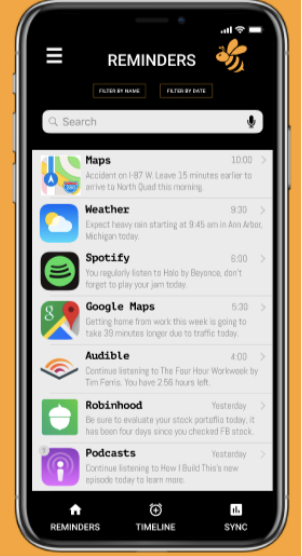 REMINDERS
FILTER BY NAME FILTER BY DATE
Search
Maps 10:00
Accident on I-87 W. Leave 15 minutes earlier to
arrive to North Quad this morning.
Weather 9:30
Expect heavy rain starting at 9:45 am in Ann Arbor,
Michigan today.
Spotify 6:00
You regularly listen to Halo by Beyonce, don't
forget to play your jam today.
Google Maps 5:30
Getting home from work this week is going to
take 39 minutes longer due to traffic today.
Audible 4:00
Continue listening to The Four Hour Workweek by
Tim Ferris. You have 2.56 hours left.
Robinhood Yesterday
Be sure to evaluate your stock portaflio today, it
has been four days since you checked FB stock.
Podcasts Yesterday
Continue listening to How I Build This's new
episode today to learn more.
REMINDERS TIMELINE SYNC